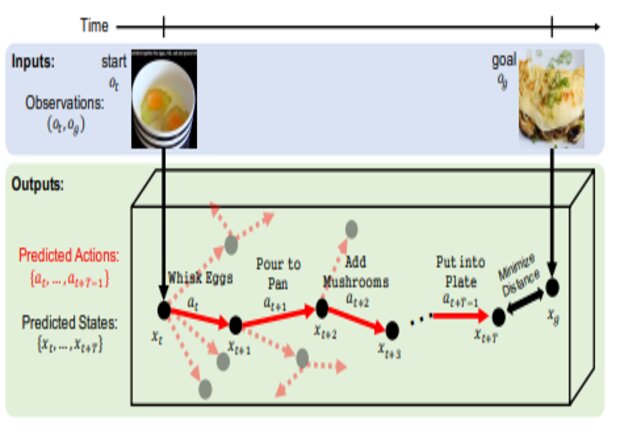 Time
Inputs:
start
o_t
goal
o_g
Observations:
(o_t, o_g)
Outputs:
Predicted Actions:
{a_t, ..., a_{t+T−1}}
Predicted States:
{x_t, ..., x_{t+T}}
Whisk Eggs
a_t
Pour to
Pan
a_{t+1}
Add
Mushrooms
a_{t+2}
Put into
Plate
a_{t+T−1}
Minimize
Distance
x_t
x_{t+1}
x_{t+2}
x_{t+3}
...
x_{t+T}
x_g